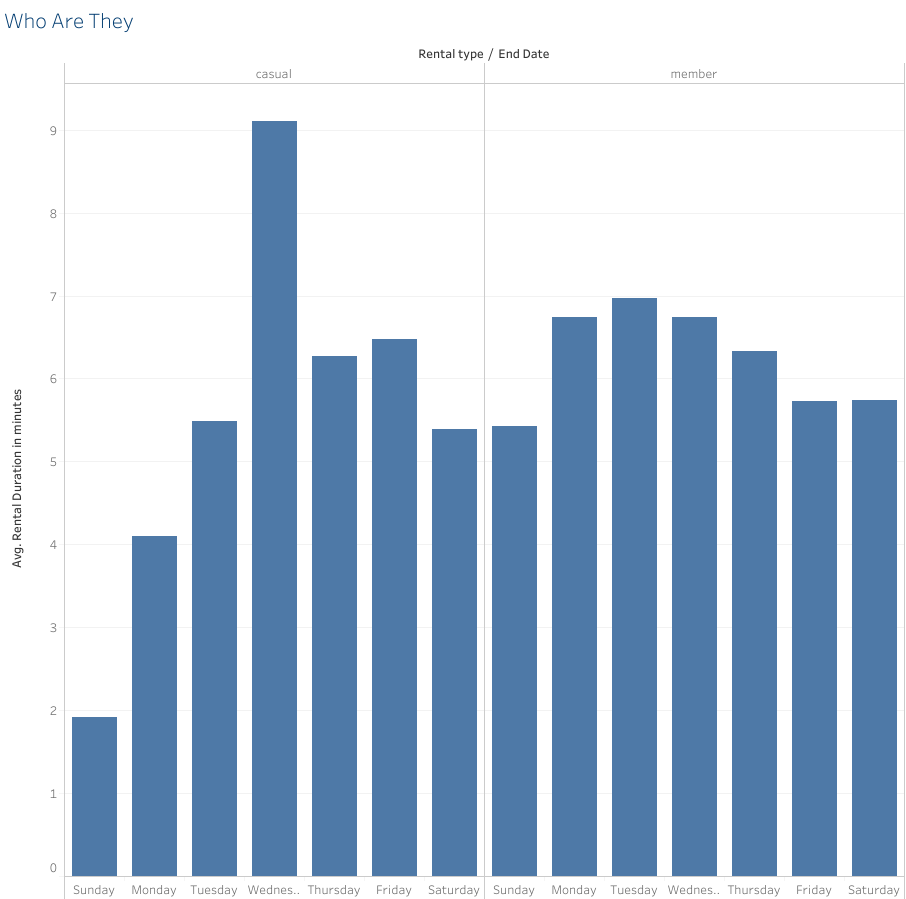 Who Are They
Rental type / End Date
casual member
Avg. Rental Duration in minutes
9
8
7
6
5
4
3
2
1
0
Sunday Monday Tuesday Wednes.. Thursday Friday Saturday Sunday Monday Tuesday Wednes.. Thursday Friday Saturday